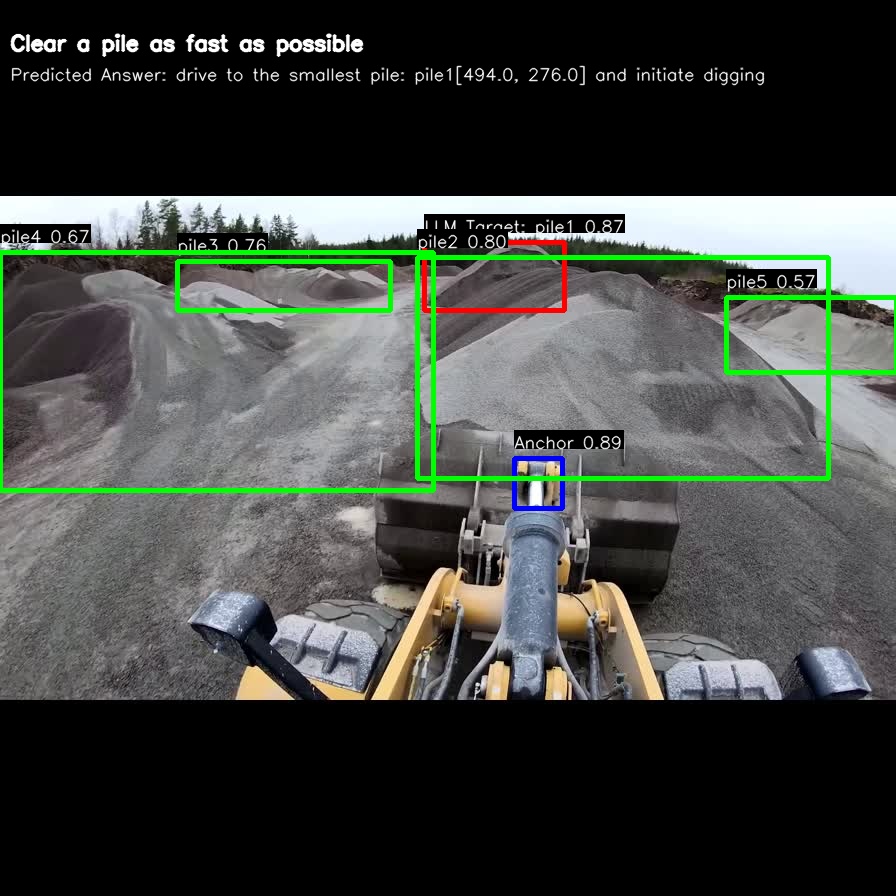 Clear a pile as fast as possible
Predicted Answer: drive to the smallest pile: pile1[494.0, 276.0] and initiate digging
LLM Target: pile1 0.87
pile4 0.67
pile3 0.76
pile2 0.80
pile5 0.57
Anchor 0.89